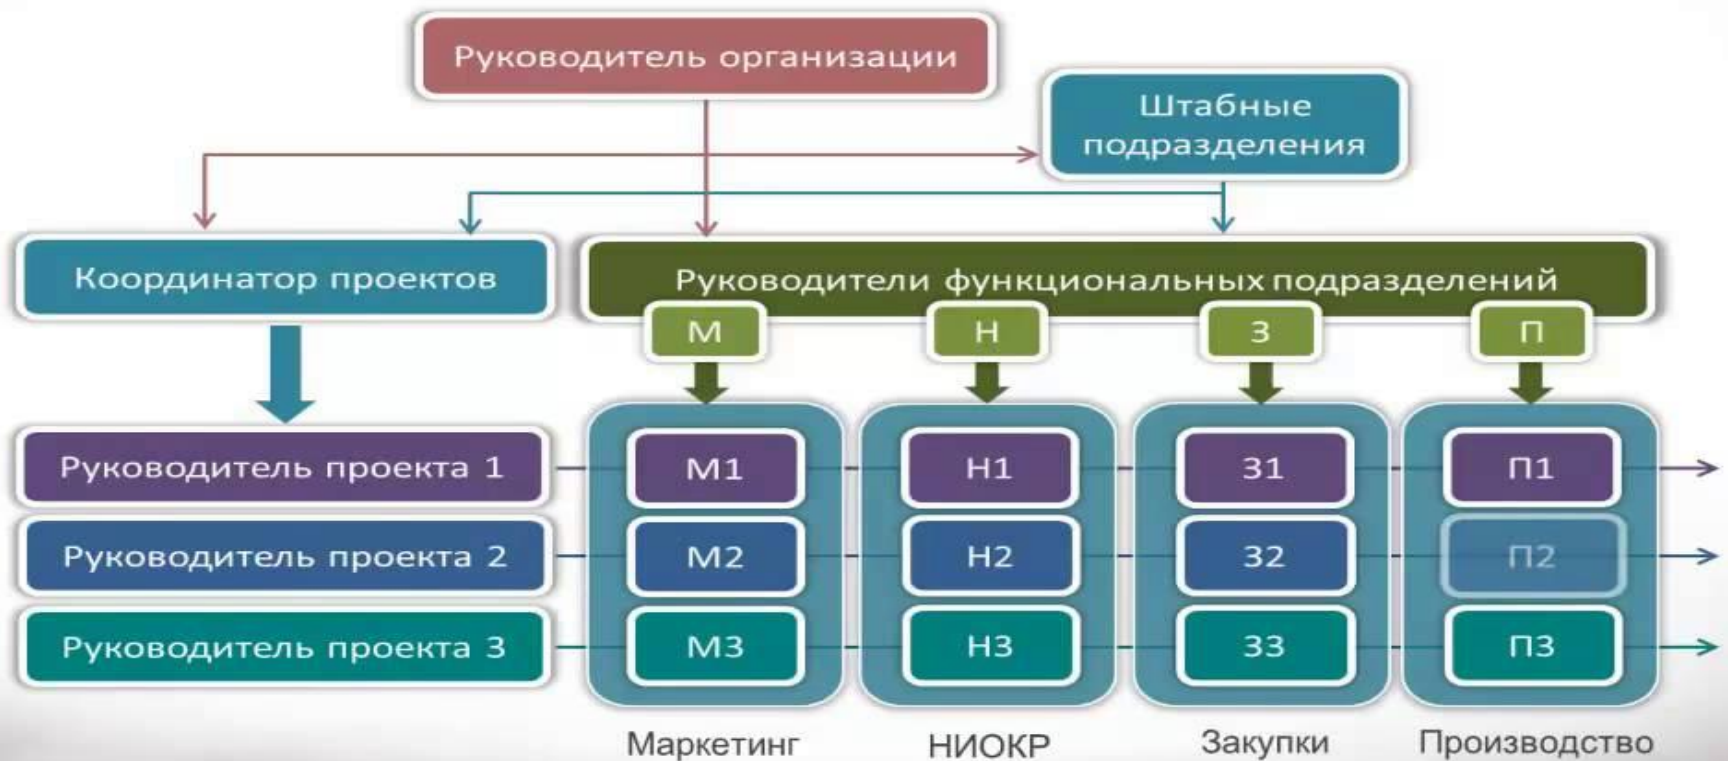 Руководитель организации
Штабные
подразделения
Координатор проектов
Руководители функциональных подразделений
М Н З П
Руководитель проекта 1 М1 Н1 З1 П1
Руководитель проекта 2 М2 Н2 З2 П2
Руководитель проекта 3 М3 Н3 З3 П3
Маркетинг НИОКР Закупки Производство